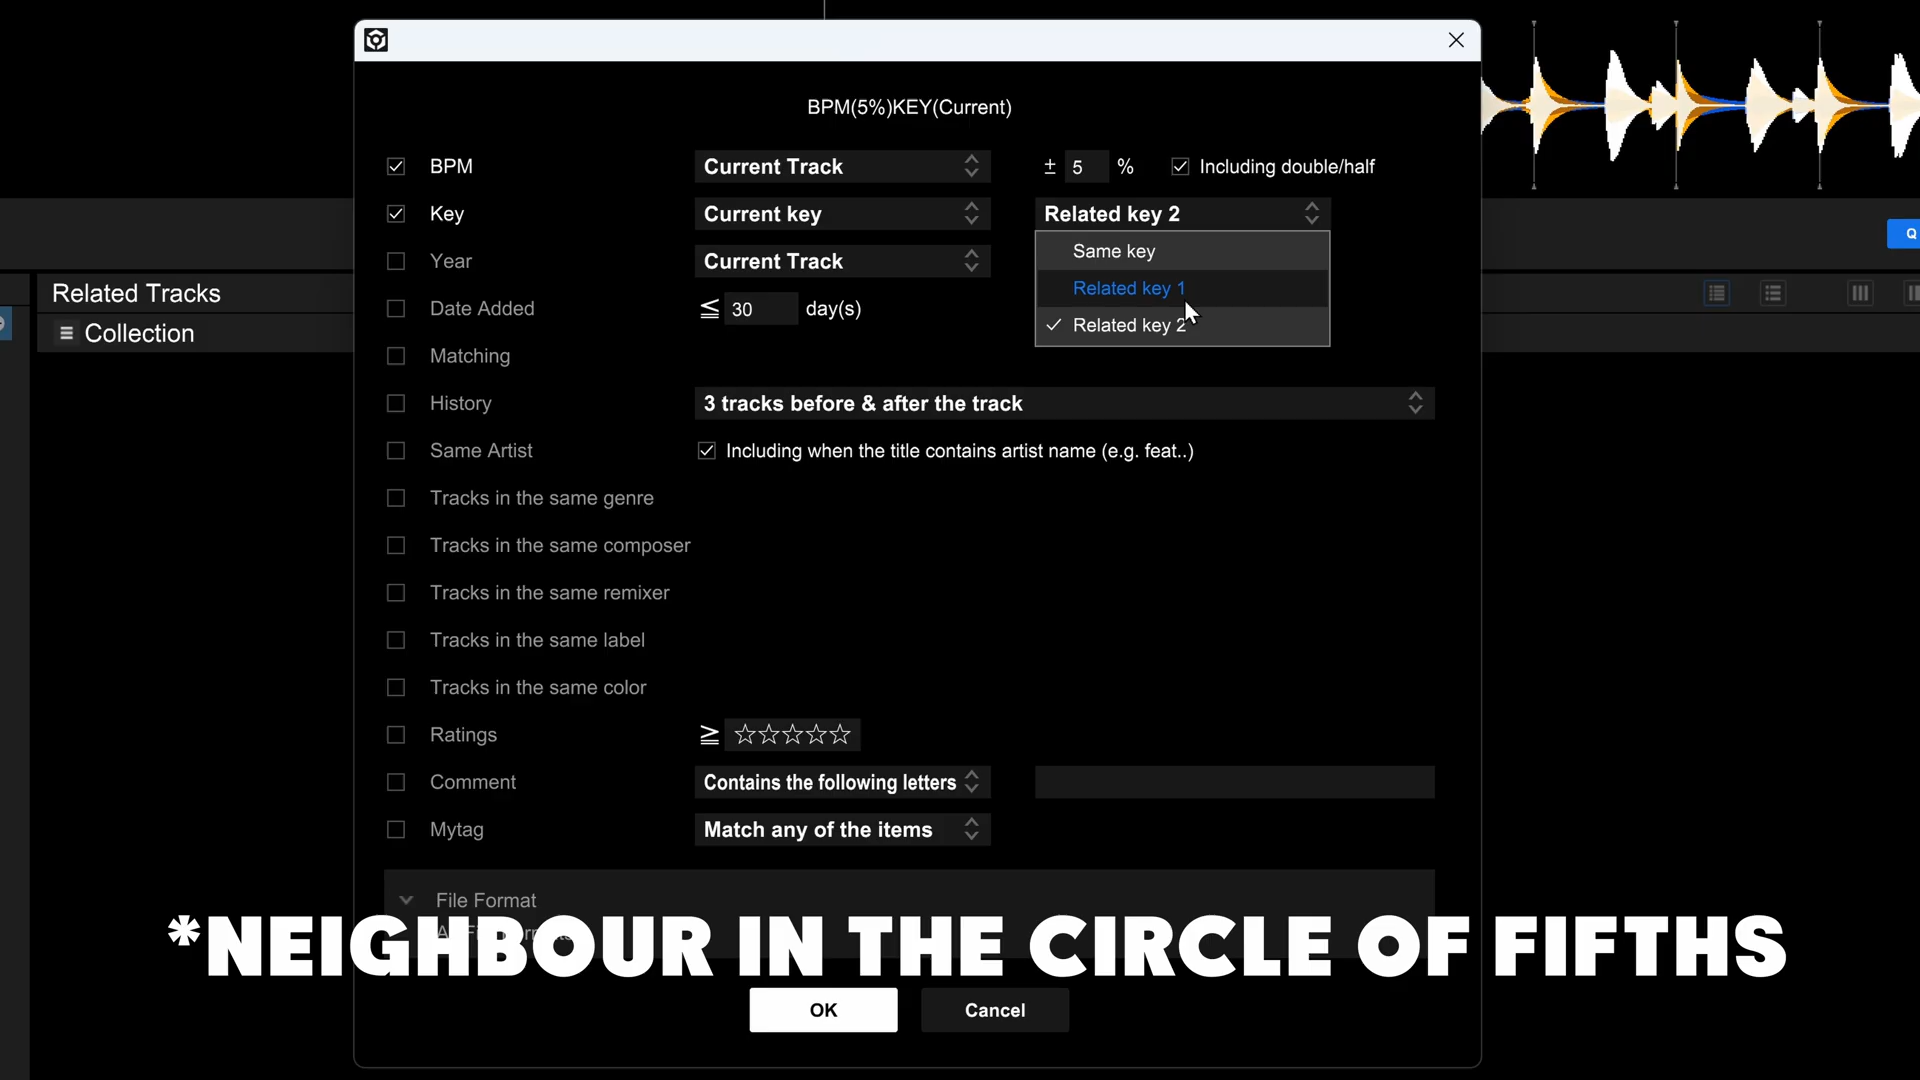 BPM(5%)KEY(Current)
BPM Current Track ± 5 % Including double/half
Key Current key Related key 2
Q
Same key
Year Current Track
Related key 1
Related Tracks
Date Added ≦ 30 day(s)
Related key 2
Collection
Matching
History 3 tracks before & after the track
Same Artist Including when the title contains artist name (e.g. feat..)
Tracks in the same genre
Tracks in the same composer
Tracks in the same remixer
Tracks in the same label
Tracks in the same color
Ratings ≧ ☆☆☆☆☆
Comment Contains the following letters
Mytag Match any of the items
File Format
*NEIGHBOUR IN THE CIRCLE OF FIFTHS
OK Cancel